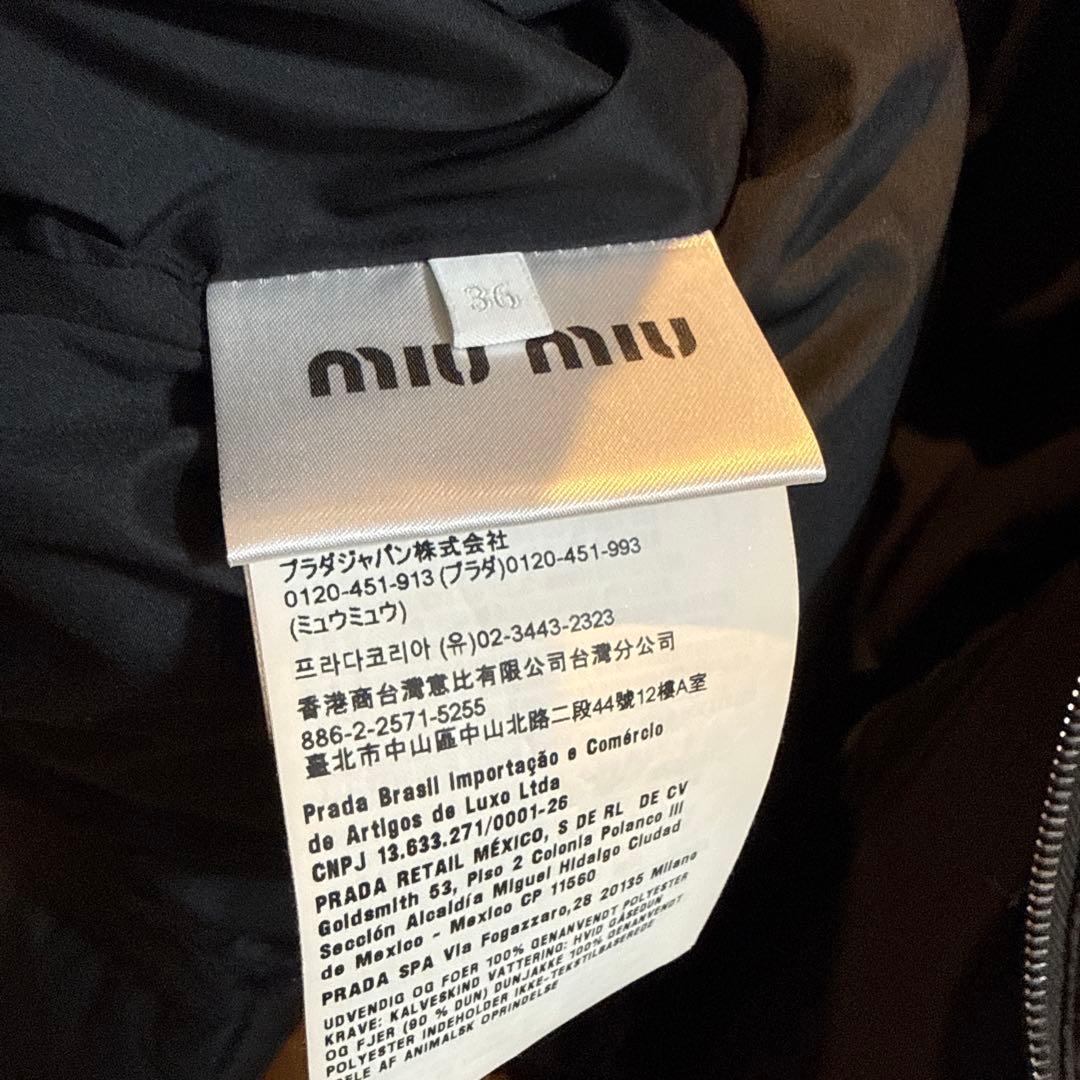 36
miu miu
プラダジャパン株式会社
0120-451-913 (プラダ)0120-451-993
(ミュウミュウ)
프라다코리아 (유)02-3443-2323
香港商台灣惠比有限公司台灣分公司
886-2-2571-5255
臺北市中山區中山北路二段44號12樓A室
Prada Brasil Importação e Comércio
de Artigos de Luxo Ltda
CNPJ 13.633.271/0001-26
PRADA RETAIL MÉXICO, S DE RL DE CV
Goldsmith 53, Piso 2 Colonia Polanco III
Sección Alcaldía Miguel Hidalgo Ciudad
de Mexico - Mexico CP 11560
PRADA SPA Via Fogazzaro,28 20135 Milano
UDVENDIG OG FOER 100% GENANVENDT POLYESTER
KRAVE: KALVESKIND VATTERING: HVID GÅSEDUN
OG FJER (90 % DUN) DUNJAKKE 100% GENANVENDT
POLYESTER INDEHOLDER IKKE-TEKSTILBASEREDE
DELE AF ANIMALSK OPRINDELSE